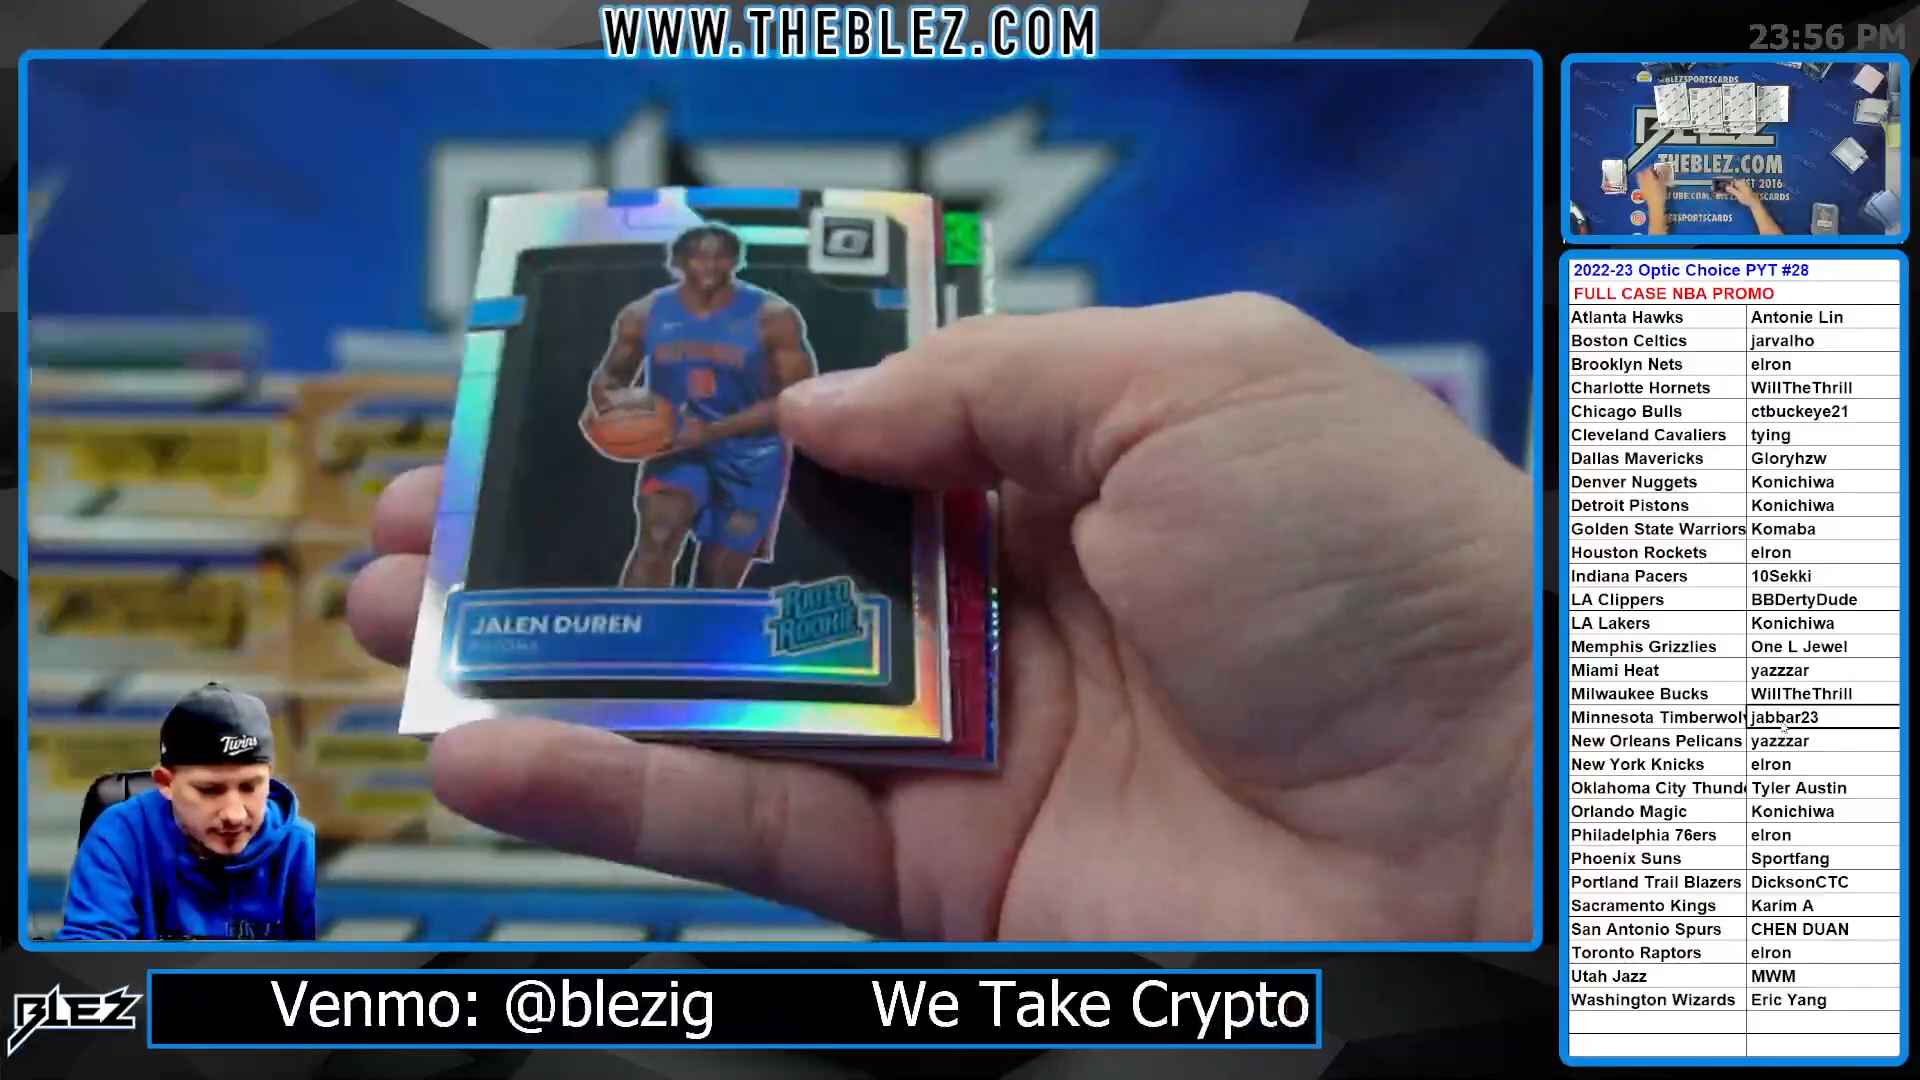 WWW.THEBLEZ.COM
23:56 PM
JALEN DUREN
RATED ROOKIE
Twins
THEBLEZ.COM
2022-23 Optic Choice PYT #28
FULL CASE NBA PROMO
Atlanta Hawks Antonie Lin
Boston Celtics jarvalho
Brooklyn Nets elron
Charlotte Hornets WillTheThrill
Chicago Bulls ctbuckeye21
Cleveland Cavaliers tying
Dallas Mavericks Gloryhzw
Denver Nuggets Konichiwa
Detroit Pistons Konichiwa
Golden State Warriors Komaba
Houston Rockets elron
Indiana Pacers 10Sekki
LA Clippers BBDertyDude
LA Lakers Konichiwa
Memphis Grizzlies One L Jewel
Miami Heat yazzzar
Milwaukee Bucks WillTheThrill
Minnesota Timberwolv jabbar23
New Orleans Pelicans yazzzar
New York Knicks elron
Oklahoma City Thund Tyler Austin
Orlando Magic Konichiwa
Philadelphia 76ers elron
Phoenix Suns Sportfang
Portland Trail Blazers DicksonCTC
Sacramento Kings Karim A
San Antonio Spurs CHEN DUAN
Toronto Raptors elron
Utah Jazz MWM
Washington Wizards Eric Yang
BLEZ
Venmo: @blezig We Take Crypto